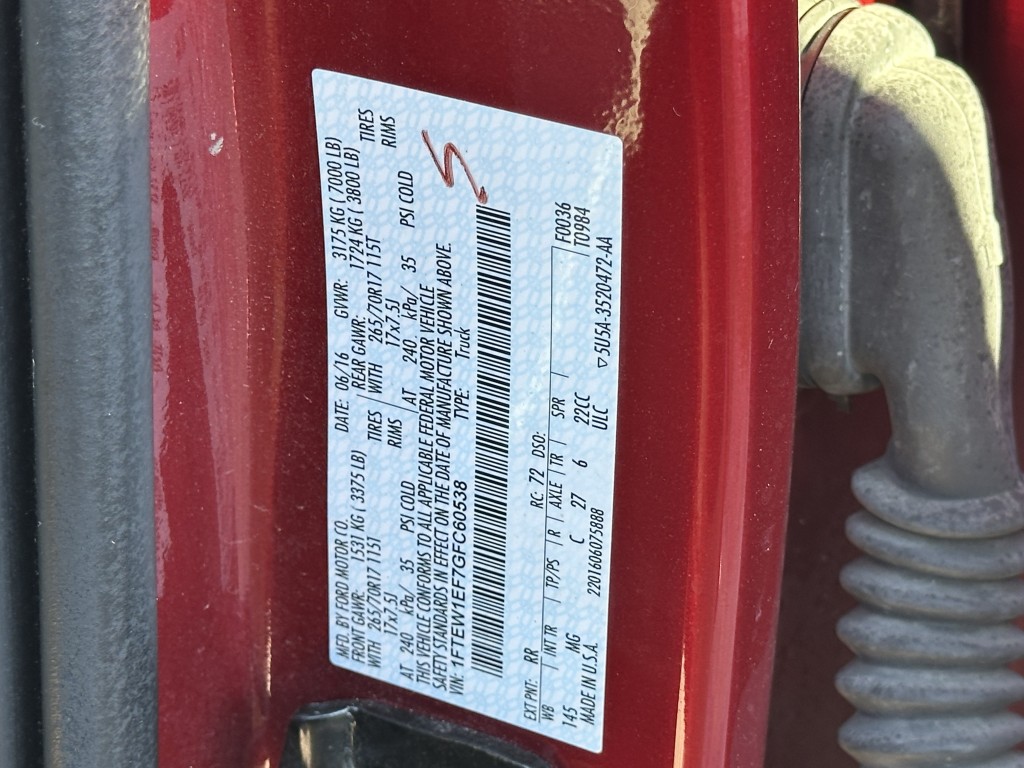 MFD. BY FORD MOTOR CO. DATE: 06/16 GVWR: 3175 KG ( 7000 LB)
FRONT GAWR: 1531 KG ( 3375 LB) REAR GAWR: 1724 KG ( 3800 LB)
WITH 265/70R17 115T TIRES WITH 265/70R17 115T TIRES
17x7.5J RIMS 17x7.5J RIMS
AT 240 kPa/ 35 PSI COLD AT 240 kPa/ 35 PSI COLD
THIS VEHICLE CONFORMS TO ALL APPLICABLE FEDERAL MOTOR VEHICLE
SAFETY STANDARDS IN EFFECT ON THE DATE OF MANUFACTURE SHOWN ABOVE.
VIN: 1FTEW1EF7GFC60538 TYPE: Truck
EXT PNT: RR RC: 72 DSO:
WB INT TR TP/PS R AXLE TR SPR F0036
145 MG C 27 6 22CC T0984
MADE IN U.S.A. 2201606075888 ULC 5U5A-3520472-AA